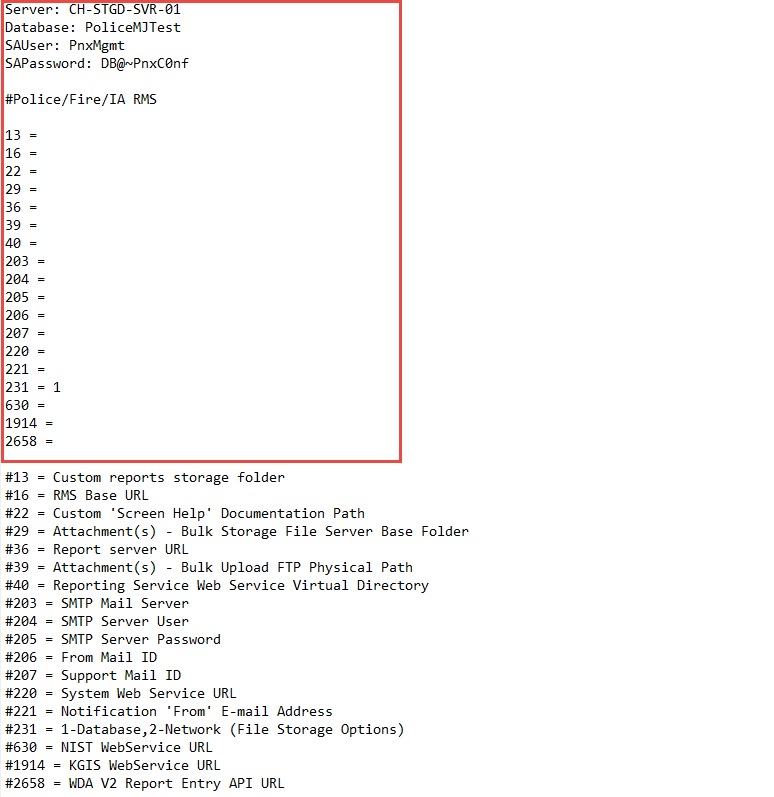 Server: CH-STGD-SVR-01
Database: PoliceMJTest
SAUser: PnxMgmt
SAPassword: DB@~PnxC0nf
#Police/Fire/IA RMS
13 =
16 =
22 =
29 =
36 =
39 =
40 =
203 =
204 =
205 =
206 =
207 =
220 =
221 =
231 = 1
630 =
1914 =
2658 =
#13 = Custom reports storage folder
#16 = RMS Base URL
#22 = Custom 'Screen Help' Documentation Path
#29 = Attachment(s) - Bulk Storage File Server Base Folder
#36 = Report server URL
#39 = Attachment(s) - Bulk Upload FTP Physical Path
#40 = Reporting Service Web Service Virtual Directory
#203 = SMTP Mail Server
#204 = SMTP Server User
#205 = SMTP Server Password
#206 = From Mail ID
#207 = Support Mail ID
#220 = System Web Service URL
#221 = Notification 'From' E-mail Address
#231 = 1-Database,2-Network (File Storage Options)
#630 = NIST WebService URL
#1914 = KGIS WebService URL
#2658 = WDA V2 Report Entry API URL